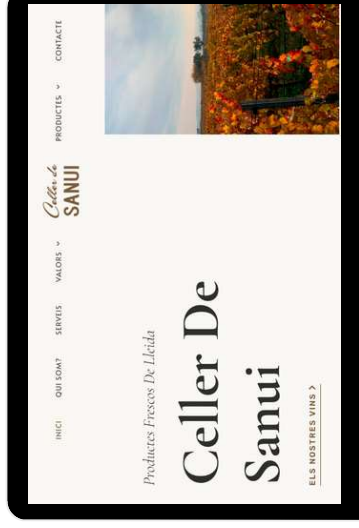 INICI QUI SOM? SERVEIS VALORS Celler de SANUI PRODUCTES CONTACTE
Productes Frescos De Lleida
Celler De
Sanui
ELS NOSTRES VINS >